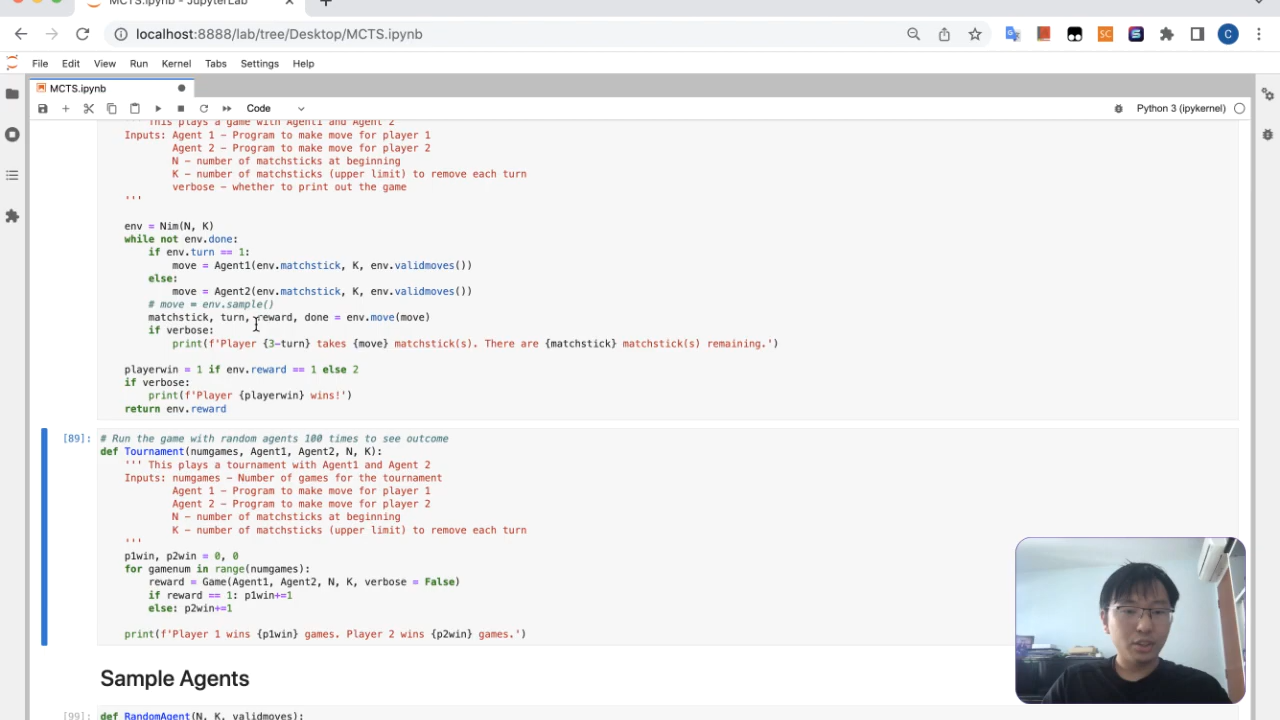 MCTS.ipynb - JupyterLab
localhost:8888/lab/tree/Desktop/MCTS.ipynb
SC
S
C
File Edit View Run Kernel Tabs Settings Help
MCTS.ipynb
Code
Python 3 (ipykernel)
''' This plays a game with Agent1 and Agent 2
Inputs: Agent 1 - Program to make move for player 1
Agent 2 - Program to make move for player 2
N - number of matchsticks at beginning
K - number of matchsticks (upper limit) to remove each turn
verbose - whether to print out the game
'''
env = Nim(N, K)
while not env.done:
if env.turn == 1:
move = Agent1(env.matchstick, K, env.validmoves())
else:
move = Agent2(env.matchstick, K, env.validmoves())
# move = env.sample()
matchstick, turn, reward, done = env.move(move)
if verbose:
print(f'Player {3-turn} takes {move} matchstick(s). There are {matchstick} matchstick(s) remaining.')
playerwin = 1 if env.reward == 1 else 2
if verbose:
print(f'Player {playerwin} wins!')
return env.reward
[89]: # Run the game with random agents 100 times to see outcome
def Tournament(numgames, Agent1, Agent2, N, K):
''' This plays a tournament with Agent1 and Agent 2
Inputs: numgames - Number of games for the tournament
Agent 1 - Program to make move for player 1
Agent 2 - Program to make move for player 2
N - number of matchsticks at beginning
K - number of matchsticks (upper limit) to remove each turn
'''
p1win, p2win = 0, 0
for gamenum in range(numgames):
reward = Game(Agent1, Agent2, N, K, verbose = False)
if reward == 1: p1win+=1
else: p2win+=1
print(f'Player 1 wins {p1win} games. Player 2 wins {p2win} games.')
Sample Agents
[99]: def RandomAgent(N, K, validmoves):